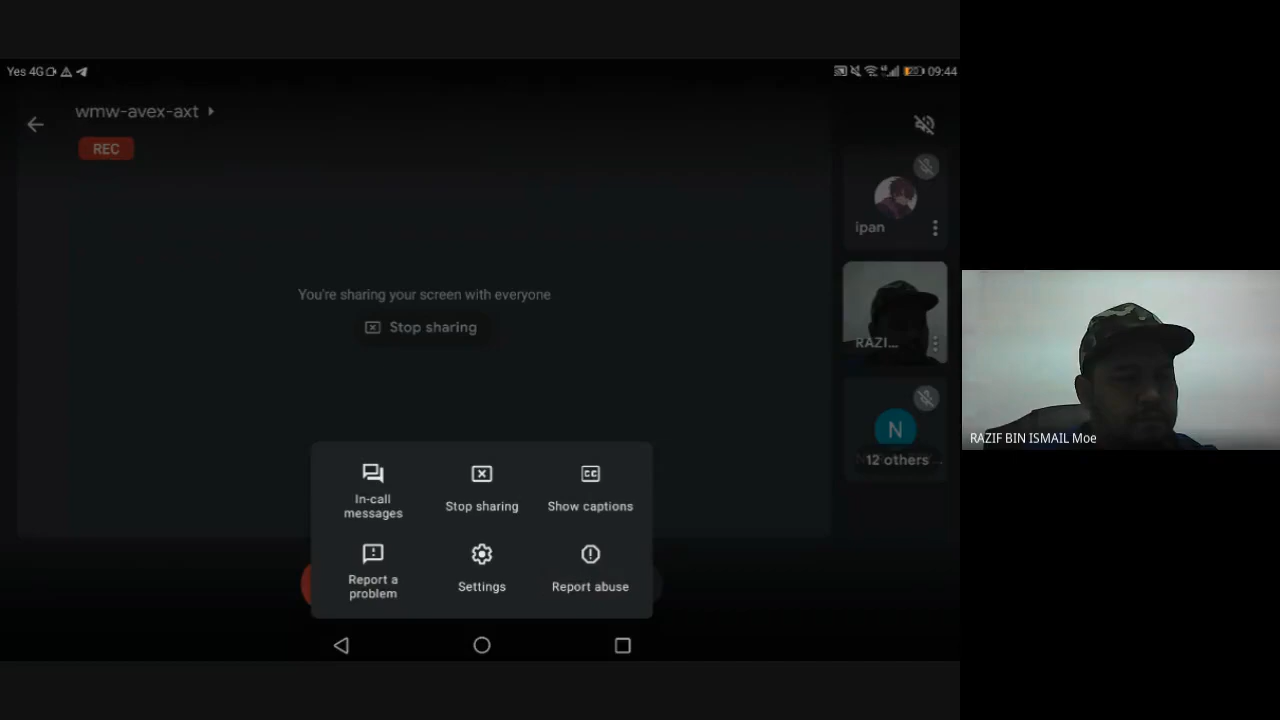 Yes 4G
09:44
wmw-avex-axt
REC
ipan
You're sharing your screen with everyone
Stop sharing
RAZI...
N
12 others
In-call
messages
Stop sharing
Show captions
Report a
problem
Settings
Report abuse
RAZIF BIN ISMAIL Moe